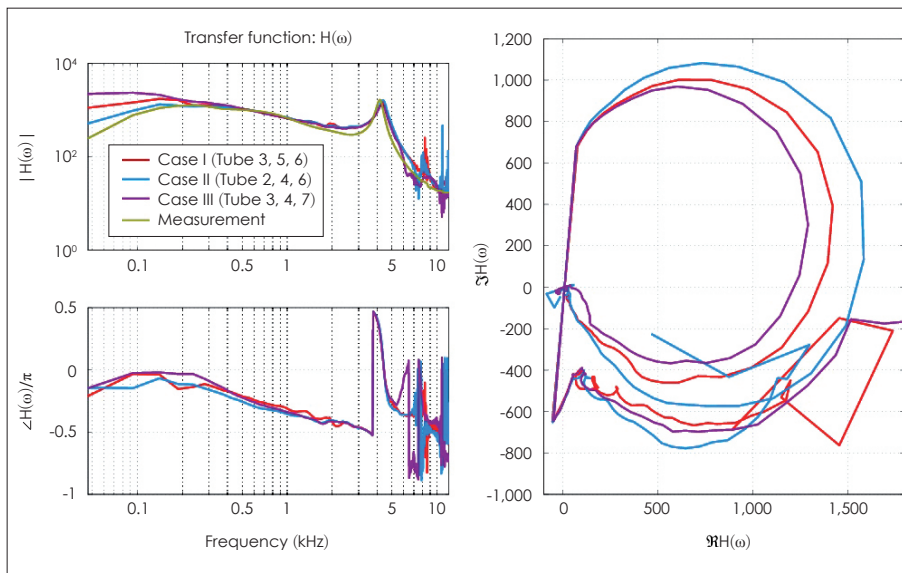 Transfer function: H(ω)
| H(ω) |
10⁴
10²
10⁰
Case I (Tube 3, 5, 6)
Case II (Tube 2, 4, 6)
Case III (Tube 3, 4, 7)
Measurement
0.1 0.5 1 5 10
∠H(ω)/π
0.5
0
-0.5
-1
0.1 0.5 1 5 10
Frequency (kHz)
ℑH(ω)
1,200
1,000
800
600
400
200
0
-200
-400
-600
-800
-1,000
0 500 1,000 1,500
ℜH(ω)